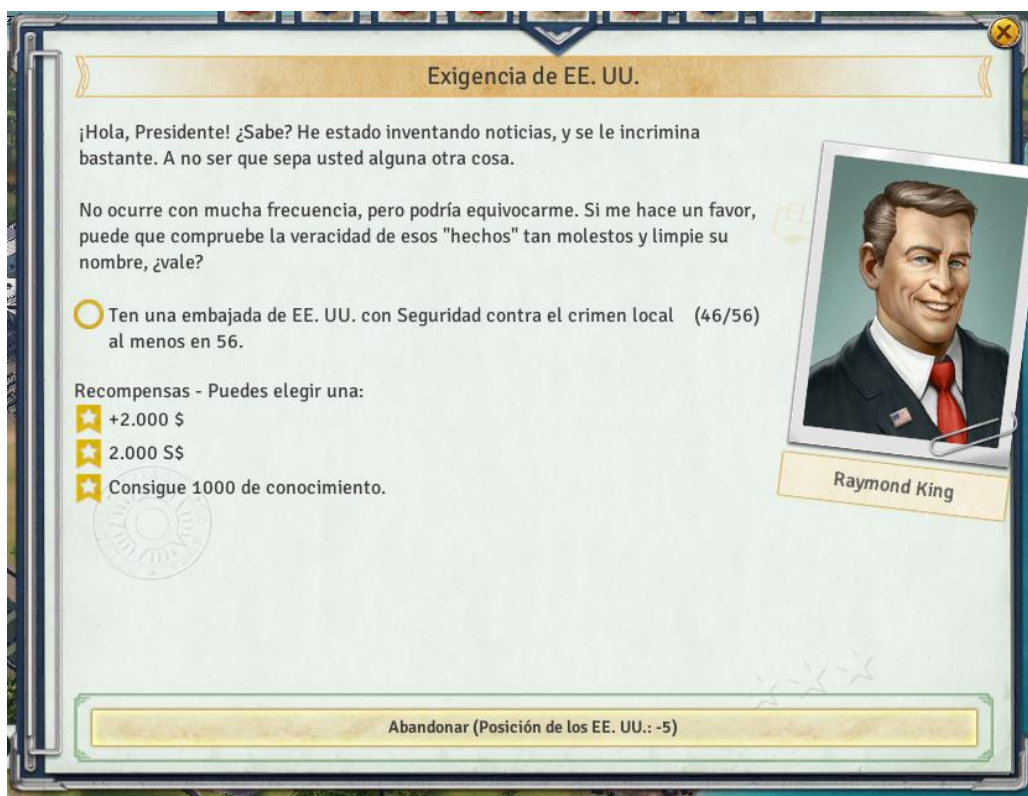 Exigencia de EE. UU.
¡Hola, Presidente! ¿Sabe? He estado inventando noticias, y se le incrimina
bastante. A no ser que sepa usted alguna otra cosa.
No ocurre con mucha frecuencia, pero podría equivocarme. Si me hace un favor,
puede que compruebe la veracidad de esos "hechos" tan molestos y limpie su
nombre, ¿vale?
Ten una embajada de EE. UU. con Seguridad contra el crimen local (46/56)
al menos en 56.
Recompensas - Puedes elegir una:
+2.000 $
2.000 S$
Consigue 1000 de conocimiento.
Raymond King
Abandonar (Posición de los EE. UU.: -5)